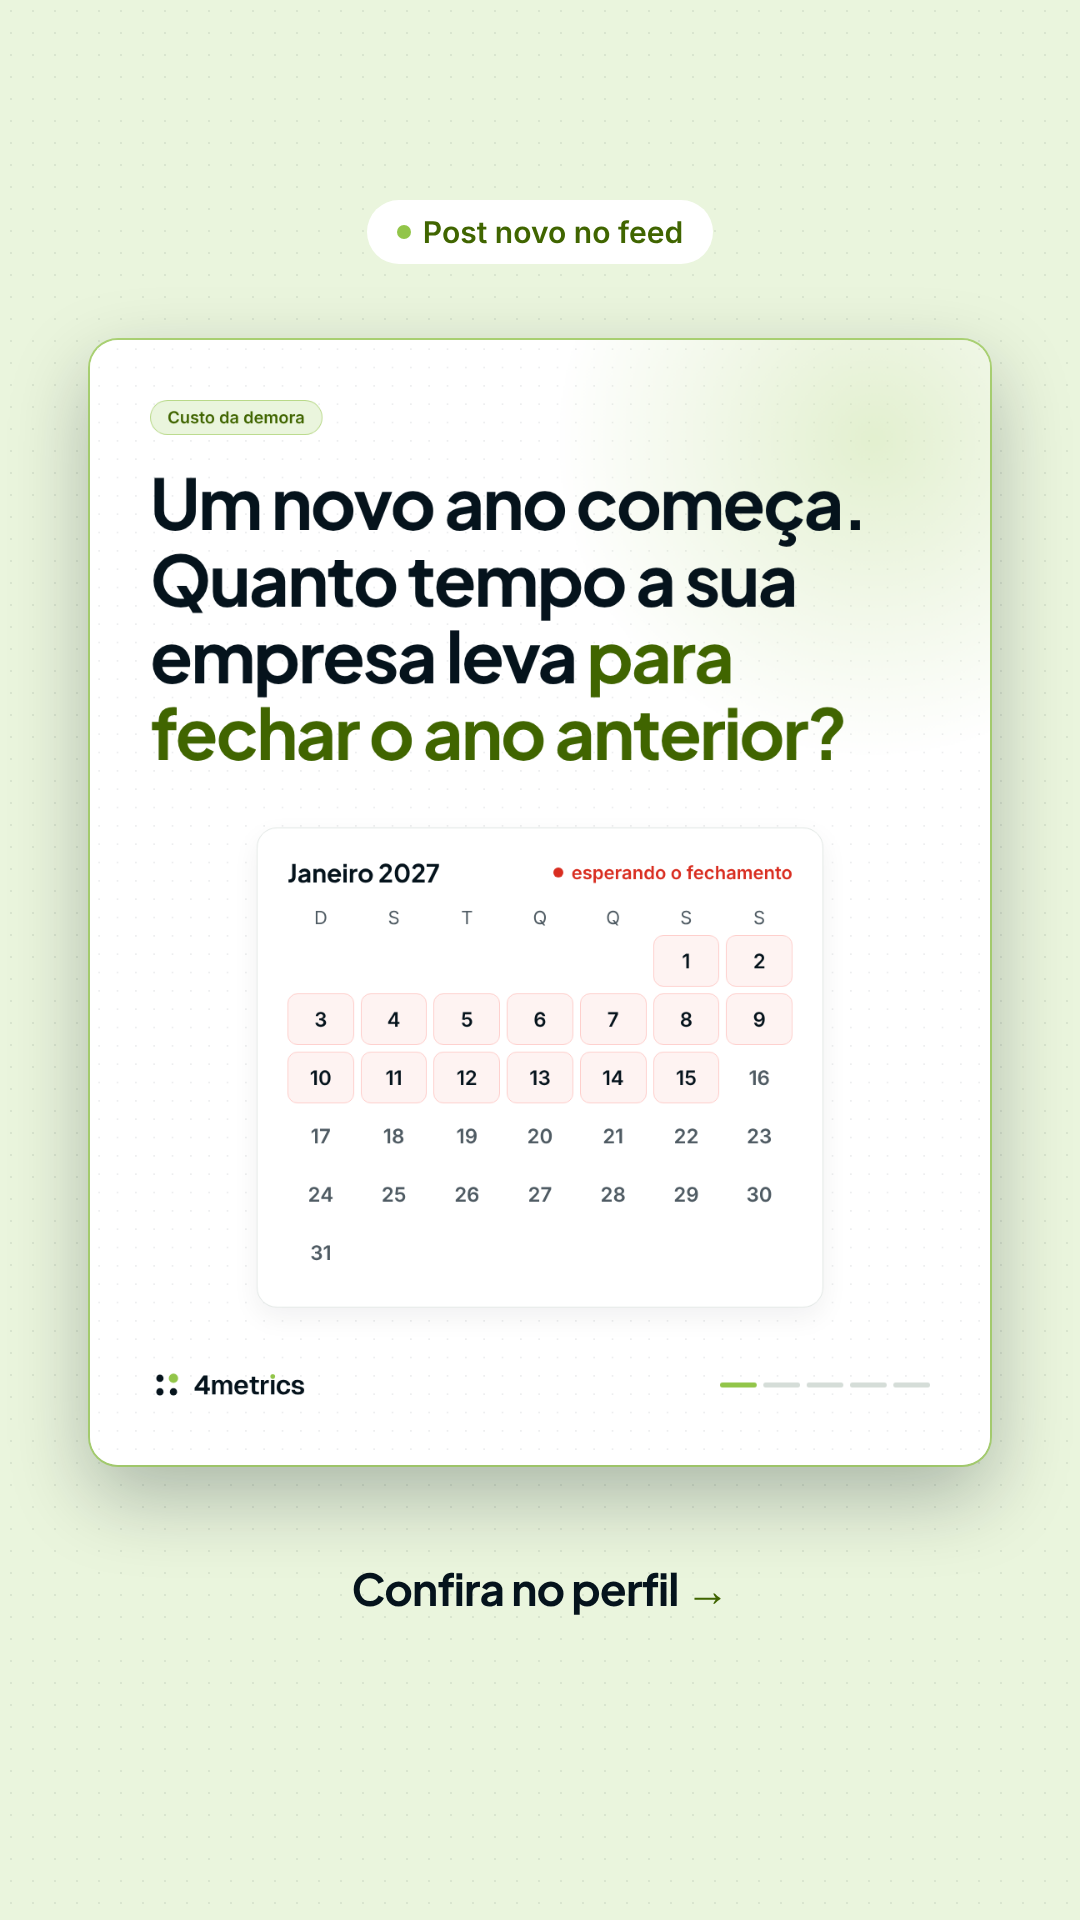 Post novo no feed
Custo da demora
Um novo ano começa.
Quanto tempo a sua
empresa leva para
fechar o ano anterior?
Janeiro 2027 esperando o fechamento
D S T Q Q S S
1 2
3 4 5 6 7 8 9
10 11 12 13 14 15 16
17 18 19 20 21 22 23
24 25 26 27 28 29 30
31
4metrics
Confira no perfil →